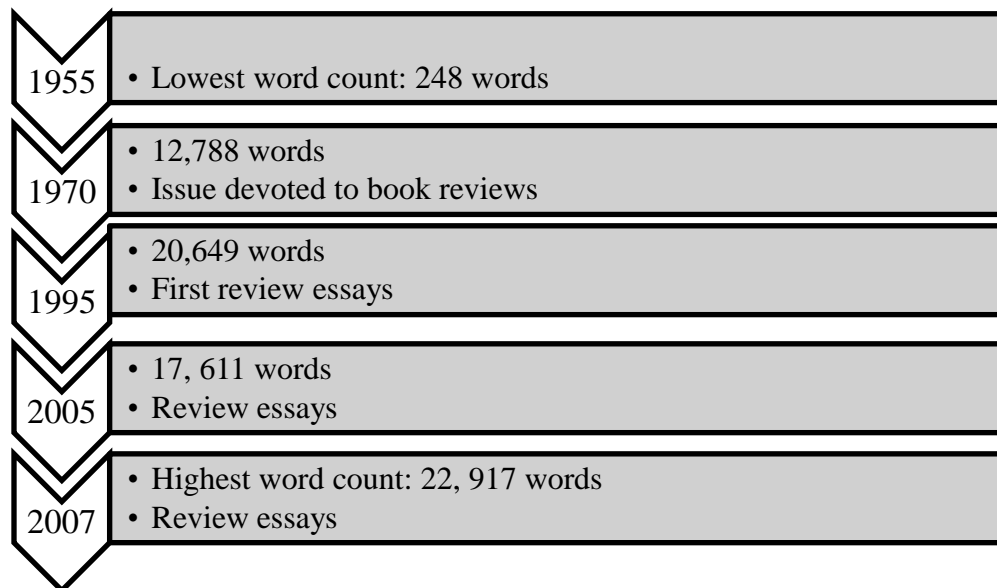 1955
• Lowest word count: 248 words
1970
• 12,788 words
• Issue devoted to book reviews
1995
• 20,649 words
• First review essays
2005
• 17, 611 words
• Review essays
2007
• Highest word count: 22, 917 words
• Review essays